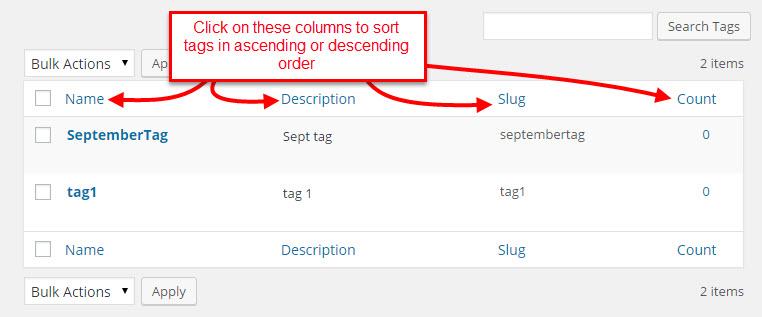 Search Tags
Click on these columns to sort
tags in ascending or descending
order
Bulk Actions
2 items
Name Description Slug Count
SeptemberTag Sept tag septembertag 0
tag1 tag 1 tag1 0
Name Description Slug Count
Bulk Actions Apply 2 items